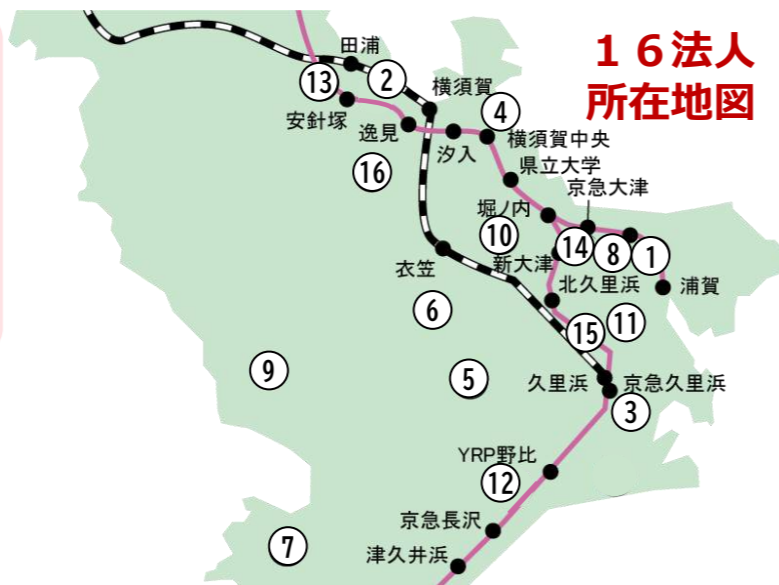 １６法人
所在地図
田浦
⑬
②
横須賀
安針塚
④
逸見
汐入
横須賀中央
⑯
県立大学
京急大津
堀ノ内
⑩
⑭
⑧
①
新大津
衣笠
北久里浜
浦賀
⑥
⑮
⑪
⑨
⑤
久里浜
京急久里浜
③
YRP野比
⑫
京急長沢
⑦
津久井浜